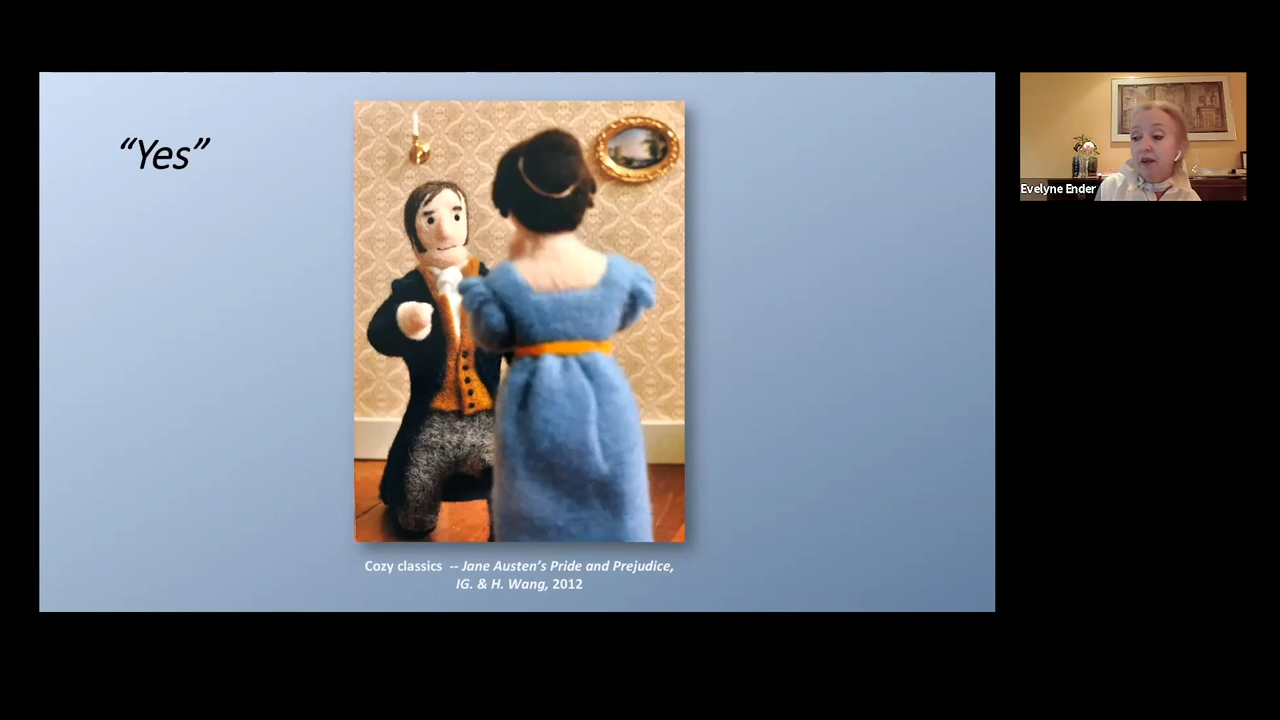 “Yes”
Evelyne Ender
Cozy classics -- Jane Austen’s Pride and Prejudice,
IG. & H. Wang, 2012